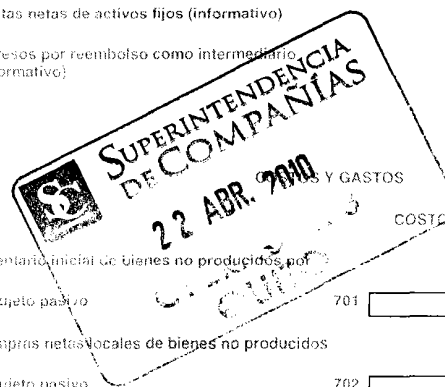 tas netas de activos fijos (informativo)
esos por reembolso como intermediario
ormativo)
SUPERINTENDENCIA
DE COMPAÑÍAS
22 ABR. 2010
Y GASTOS
COSTO
entario inicial de bienes no producidos por
ujeto pasivo
701
mpras netas locales de bienes no producidos
ujeto pasivo
702